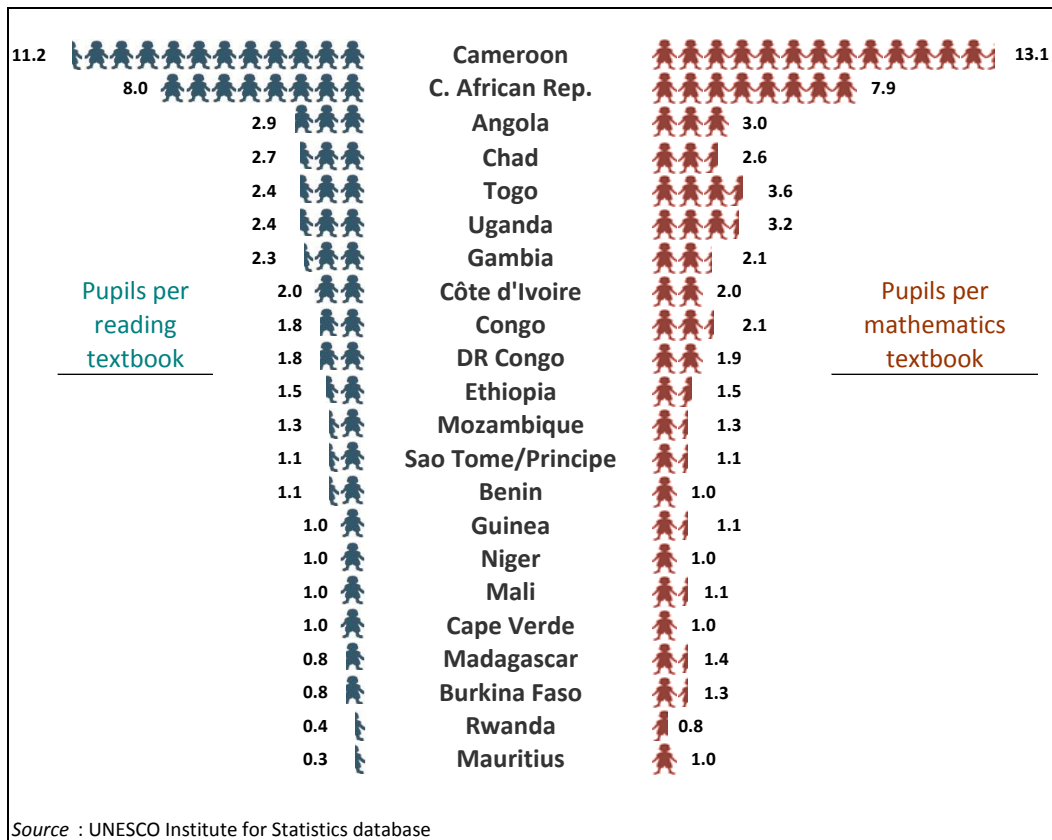 11.2 Cameroon 13.1
8.0 C. African Rep. 7.9
2.9 Angola 3.0
2.7 Chad 2.6
2.4 Togo 3.6
2.4 Uganda 3.2
2.3 Gambia 2.1
2.0 Côte d'Ivoire 2.0
Pupils per
reading
textbook
1.8 Congo 2.1
1.8 DR Congo 1.9
Pupils per
mathematics
textbook
1.5 Ethiopia 1.5
1.3 Mozambique 1.3
1.1 Sao Tome/Principe 1.1
1.1 Benin 1.0
1.0 Guinea 1.1
1.0 Niger 1.0
1.0 Mali 1.1
1.0 Cape Verde 1.0
0.8 Madagascar 1.4
0.8 Burkina Faso 1.3
0.4 Rwanda 0.8
0.3 Mauritius 1.0
Source : UNESCO Institute for Statistics database